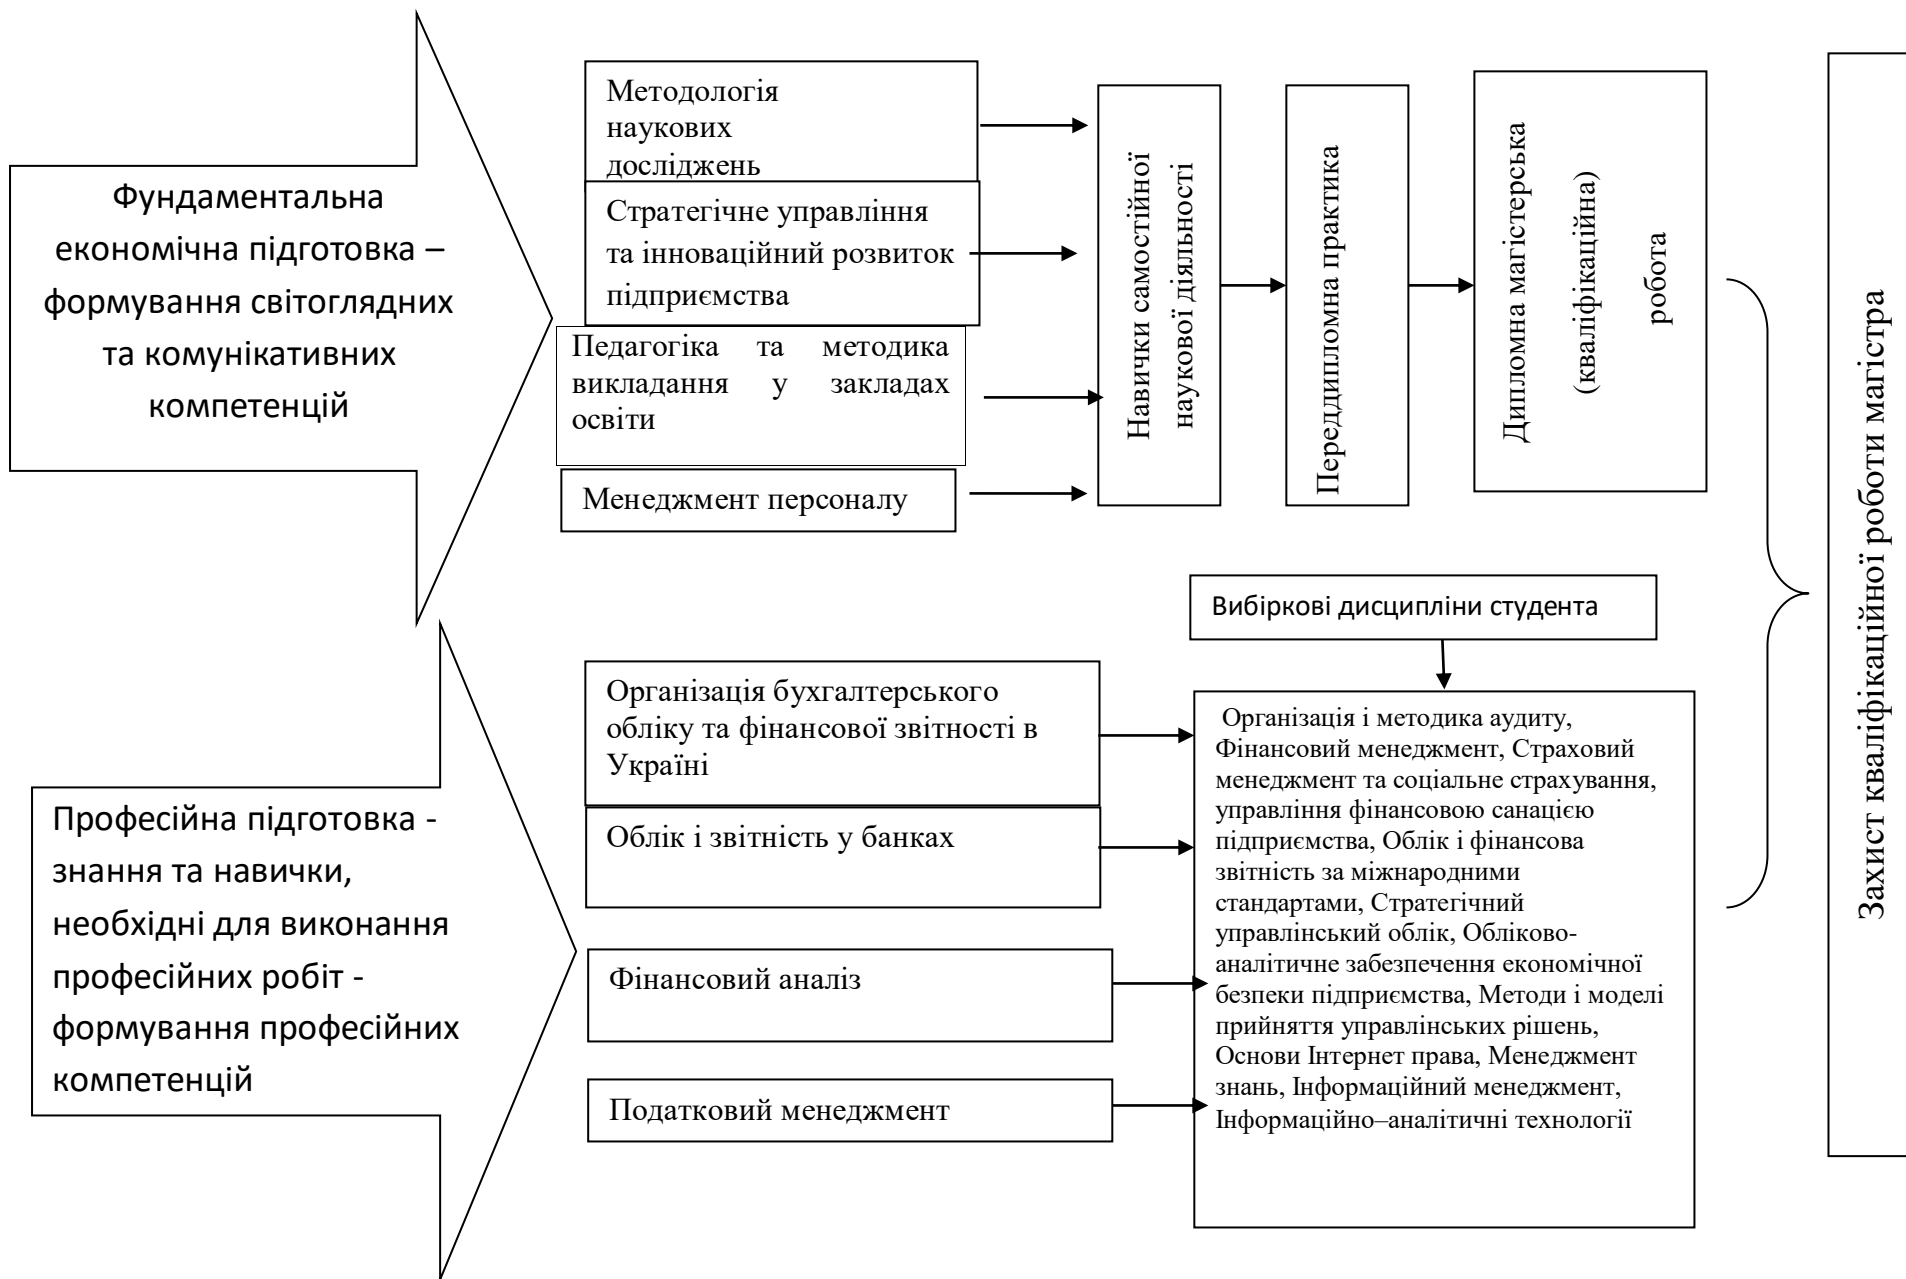 Фундаментальна
економічна підготовка –
формування світоглядних
та комунікативних
компетенцій
Методологія
наукових
досліджень
Стратегічне управління
та інноваційний розвиток
підприємства
Педагогіка та методика
викладання у закладах
освіти
Менеджмент персоналу
Навички самостійної
наукової діяльності
Переддипломна практика
Дипломна магістерська
(кваліфікаційна)
робота
Захист кваліфікаційної роботи магістра
Професійна підготовка -
знання та навички,
необхідні для виконання
професійних робіт -
формування професійних
компетенцій
Організація бухгалтерського
обліку та фінансової звітності в
Україні
Облік і звітність у банках
Фінансовий аналіз
Податковий менеджмент
Вибіркові дисципліни студента
Організація і методика аудиту,
Фінансовий менеджмент, Страховий
менеджмент та соціальне страхування,
управління фінансовою санацією
підприємства, Облік і фінансова
звітність за міжнародними
стандартами, Стратегічний
управлінський облік, Обліково-
аналітичне забезпечення економічної
безпеки підприємства, Методи і моделі
прийняття управлінських рішень,
Основи Інтернет права, Менеджмент
знань, Інформаційний менеджмент,
Інформаційно–аналітичні технології